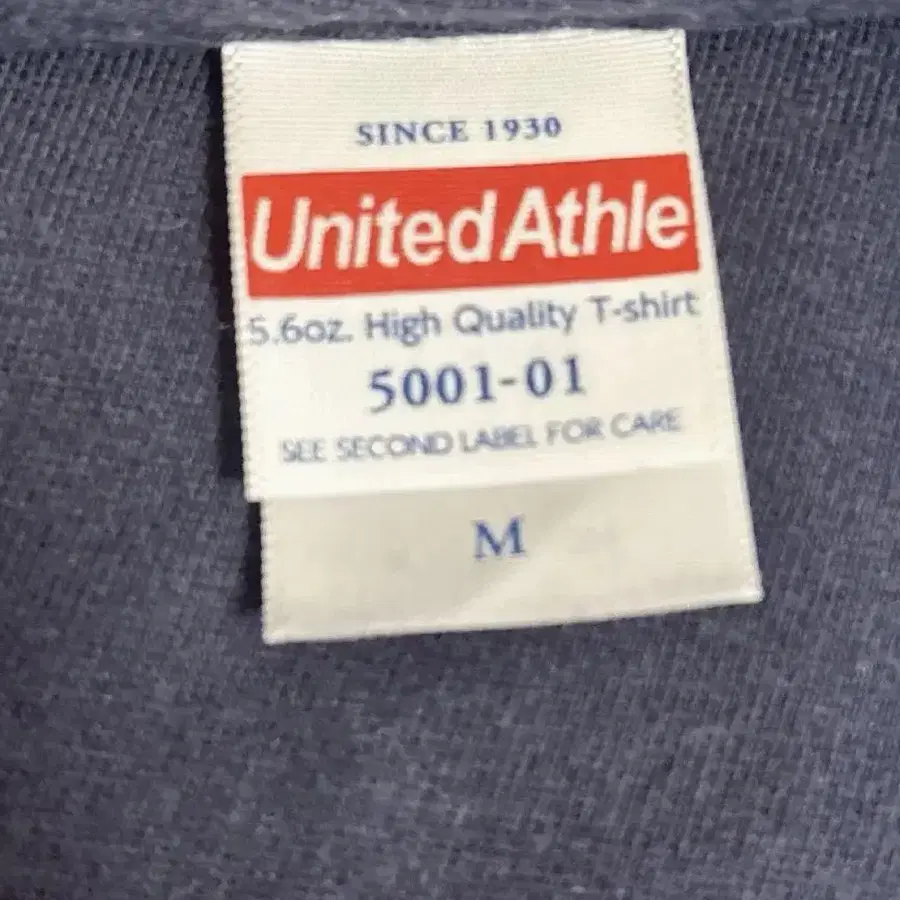 SINCE 1930
United Athle
5.6oz. High Quality T-shirt
5001-01
SEE SECOND LABEL FOR CARE
M